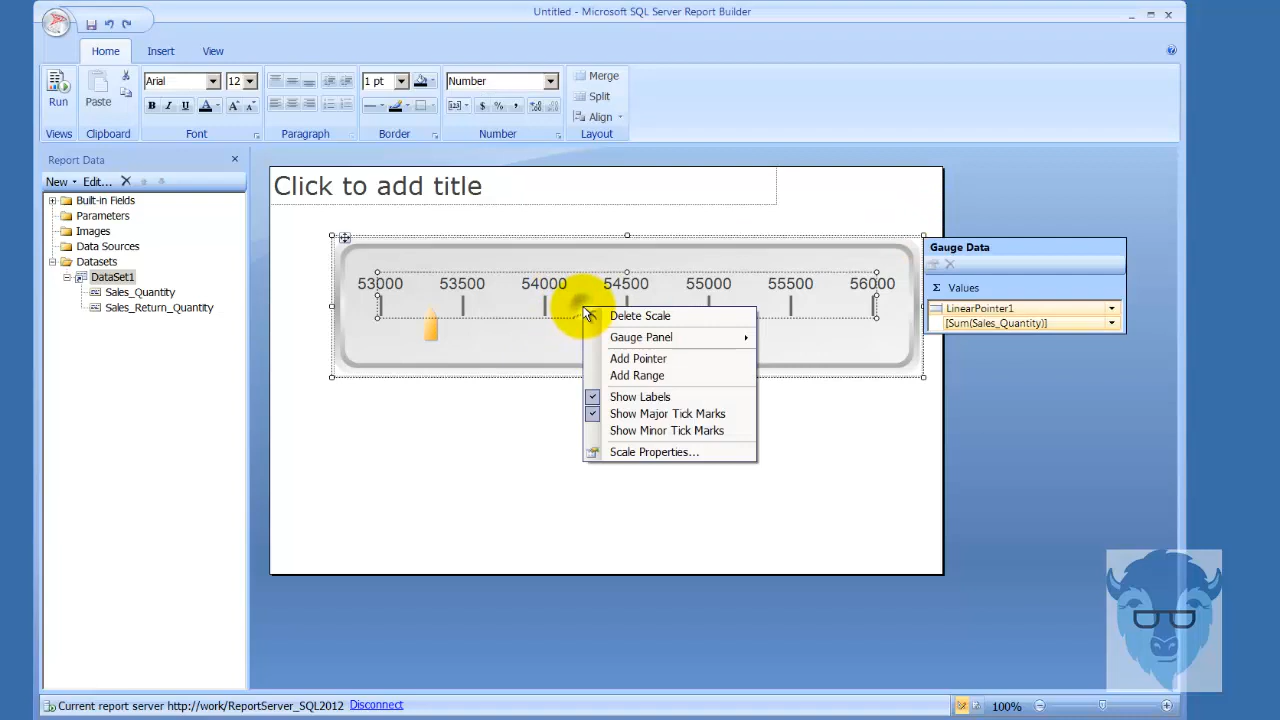 Untitled - Microsoft SQL Server Report Builder
Home Insert View
Run
Paste
Arial 12
B I U A A A
1 pt
Number
$ % ,
Merge
Split
Align
Views Clipboard Font Paragraph Border Number Layout
Report Data
New Edit...
Built-in Fields
Parameters
Images
Data Sources
Datasets
DataSet1
Sales_Quantity
Sales_Return_Quantity
Click to add title
53000 53500 54000 54500 55000 55500 56000
Delete Scale
Gauge Panel
Add Pointer
Add Range
Show Labels
Show Major Tick Marks
Show Minor Tick Marks
Scale Properties...
Gauge Data
Σ Values
LinearPointer1
[Sum(Sales_Quantity)]
Current report server http://work/ReportServer_SQL2012 Disconnect
100%